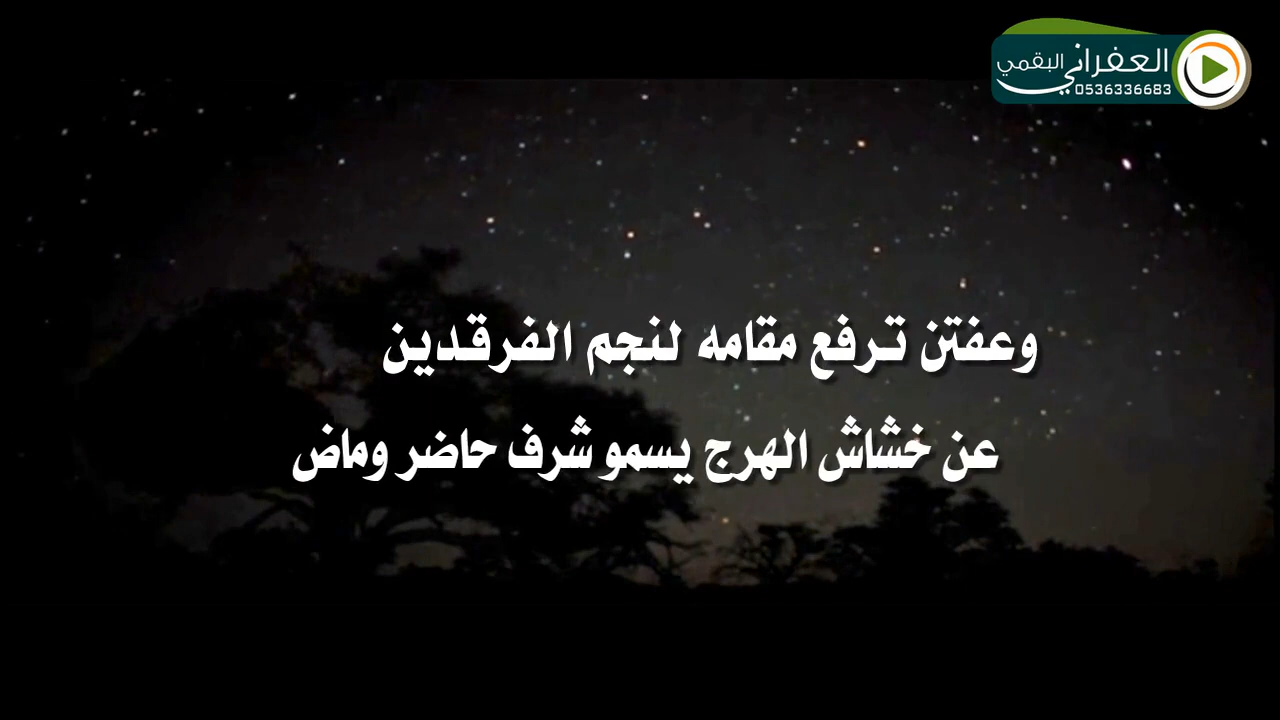 العفراني البقمي
0536336683
وعفتن ترفع مقامه لنجم الفرقدين
عن خشاش الهرج يسمو شرف حاضر وماض